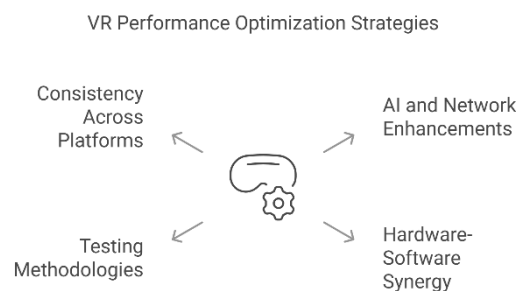 VR Performance Optimization Strategies
Consistency
Across
Platforms
AI and Network
Enhancements
Testing
Methodologies
Hardware-
Software
Synergy